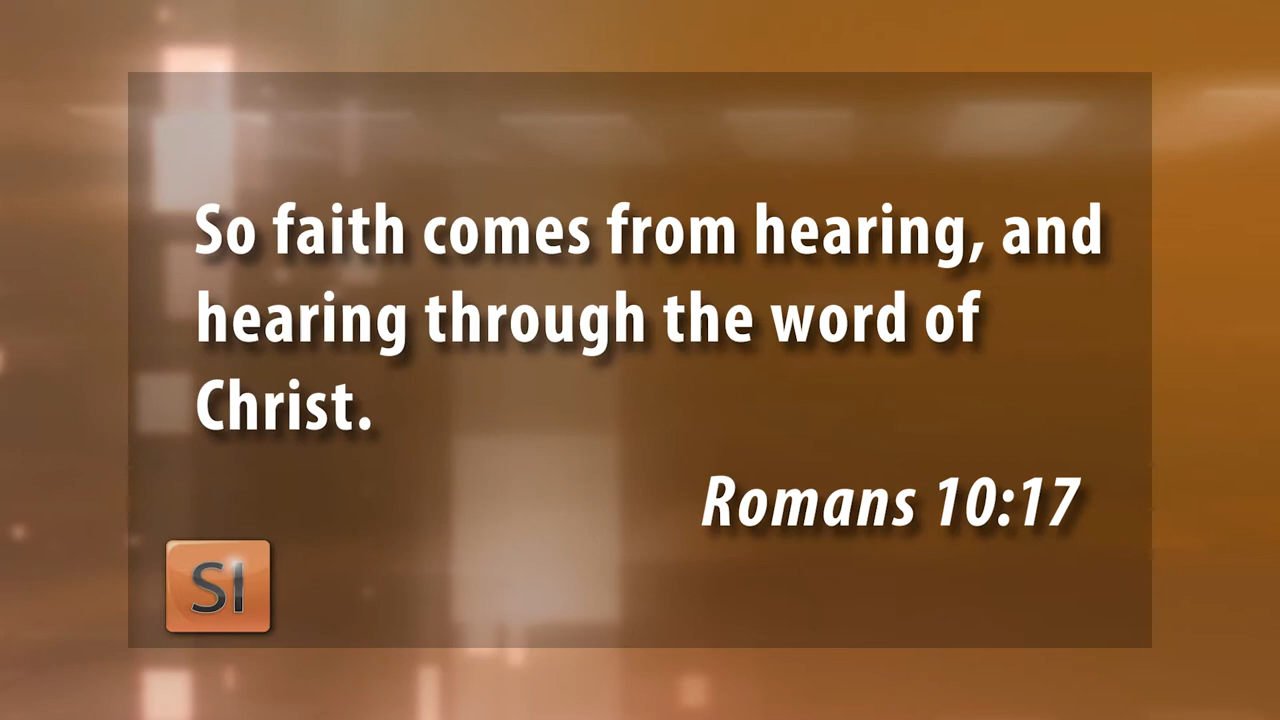 So faith comes from hearing, and
hearing through the word of
Christ.
Romans 10:17
SI